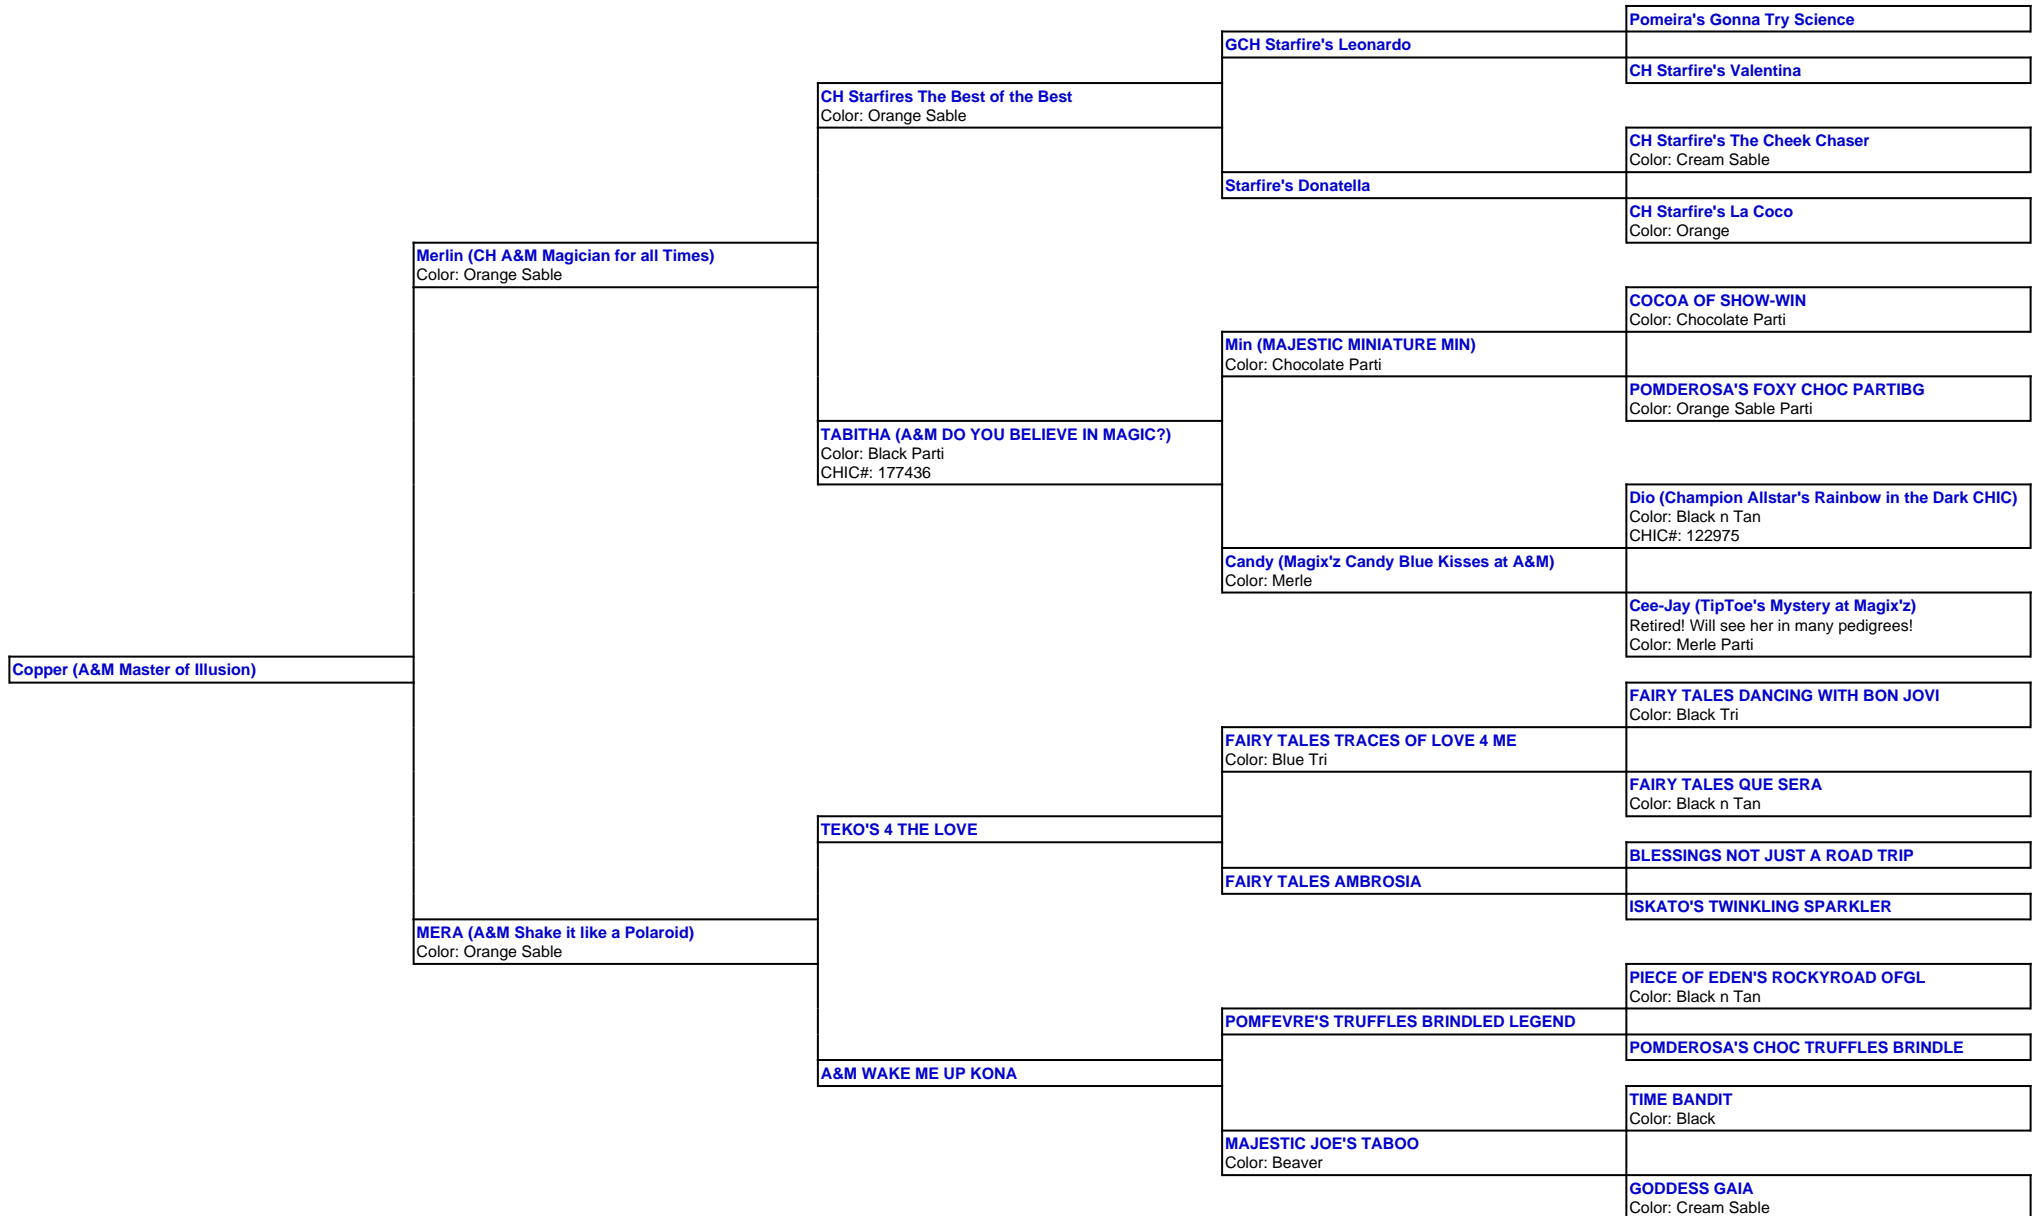 Pomeira's Gonna Try Science
GCH Starfire's Leonardo
CH Starfire's Valentina
CH Starfires The Best of the Best
Color: Orange Sable
CH Starfire's The Cheek Chaser
Color: Cream Sable
Starfire's Donatella
CH Starfire's La Coco
Color: Orange
Merlin (CH A&M Magician for all Times)
Color: Orange Sable
COCOA OF SHOW-WIN
Color: Chocolate Parti
Min (MAJESTIC MINIATURE MIN)
Color: Chocolate Parti
POMDEROSA'S FOXY CHOC PARTIBG
Color: Orange Sable Parti
TABITHA (A&M DO YOU BELIEVE IN MAGIC?)
Color: Black Parti
CHIC#: 177436
Dio (Champion Allstar's Rainbow in the Dark CHIC)
Color: Black n Tan
CHIC#: 122975
Candy (Magix'z Candy Blue Kisses at A&M)
Color: Merle
Cee-Jay (TipToe's Mystery at Magix'z)
Retired! Will see her in many pedigrees!
Color: Merle Parti
Copper (A&M Master of Illusion)
FAIRY TALES DANCING WITH BON JOVI
Color: Black Tri
FAIRY TALES TRACES OF LOVE 4 ME
Color: Blue Tri
FAIRY TALES QUE SERA
Color: Black n Tan
TEKO'S 4 THE LOVE
BLESSINGS NOT JUST A ROAD TRIP
FAIRY TALES AMBROSIA
ISKATO'S TWINKLING SPARKLER
MERA (A&M Shake it like a Polaroid)
Color: Orange Sable
PIECE OF EDEN'S ROCKYROAD OFGL
Color: Black n Tan
POMFEVRE'S TRUFFLES BRINDLED LEGEND
POMDEROSA'S CHOC TRUFFLES BRINDLE
A&M WAKE ME UP KONA
TIME BANDIT
Color: Black
MAJESTIC JOE'S TABOO
Color: Beaver
GODDESS GAIA
Color: Cream Sable